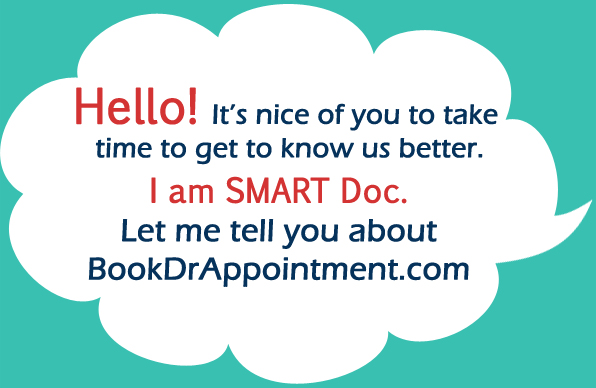 Hello! It's nice of you to take
time to get to know us better.
I am SMART Doc.
Let me tell you about
BookDrAppointment.com